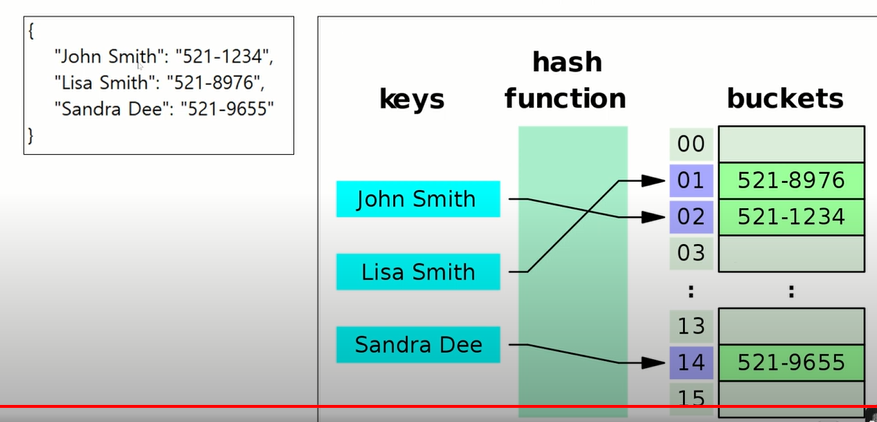 {
"John Smith": "521-1234",
"Lisa Smith": "521-8976",
"Sandra Dee": "521-9655"
}
keys
hash
function
buckets
John Smith
Lisa Smith
Sandra Dee
00
01 521-8976
02 521-1234
03
: :
13
14 521-9655
15